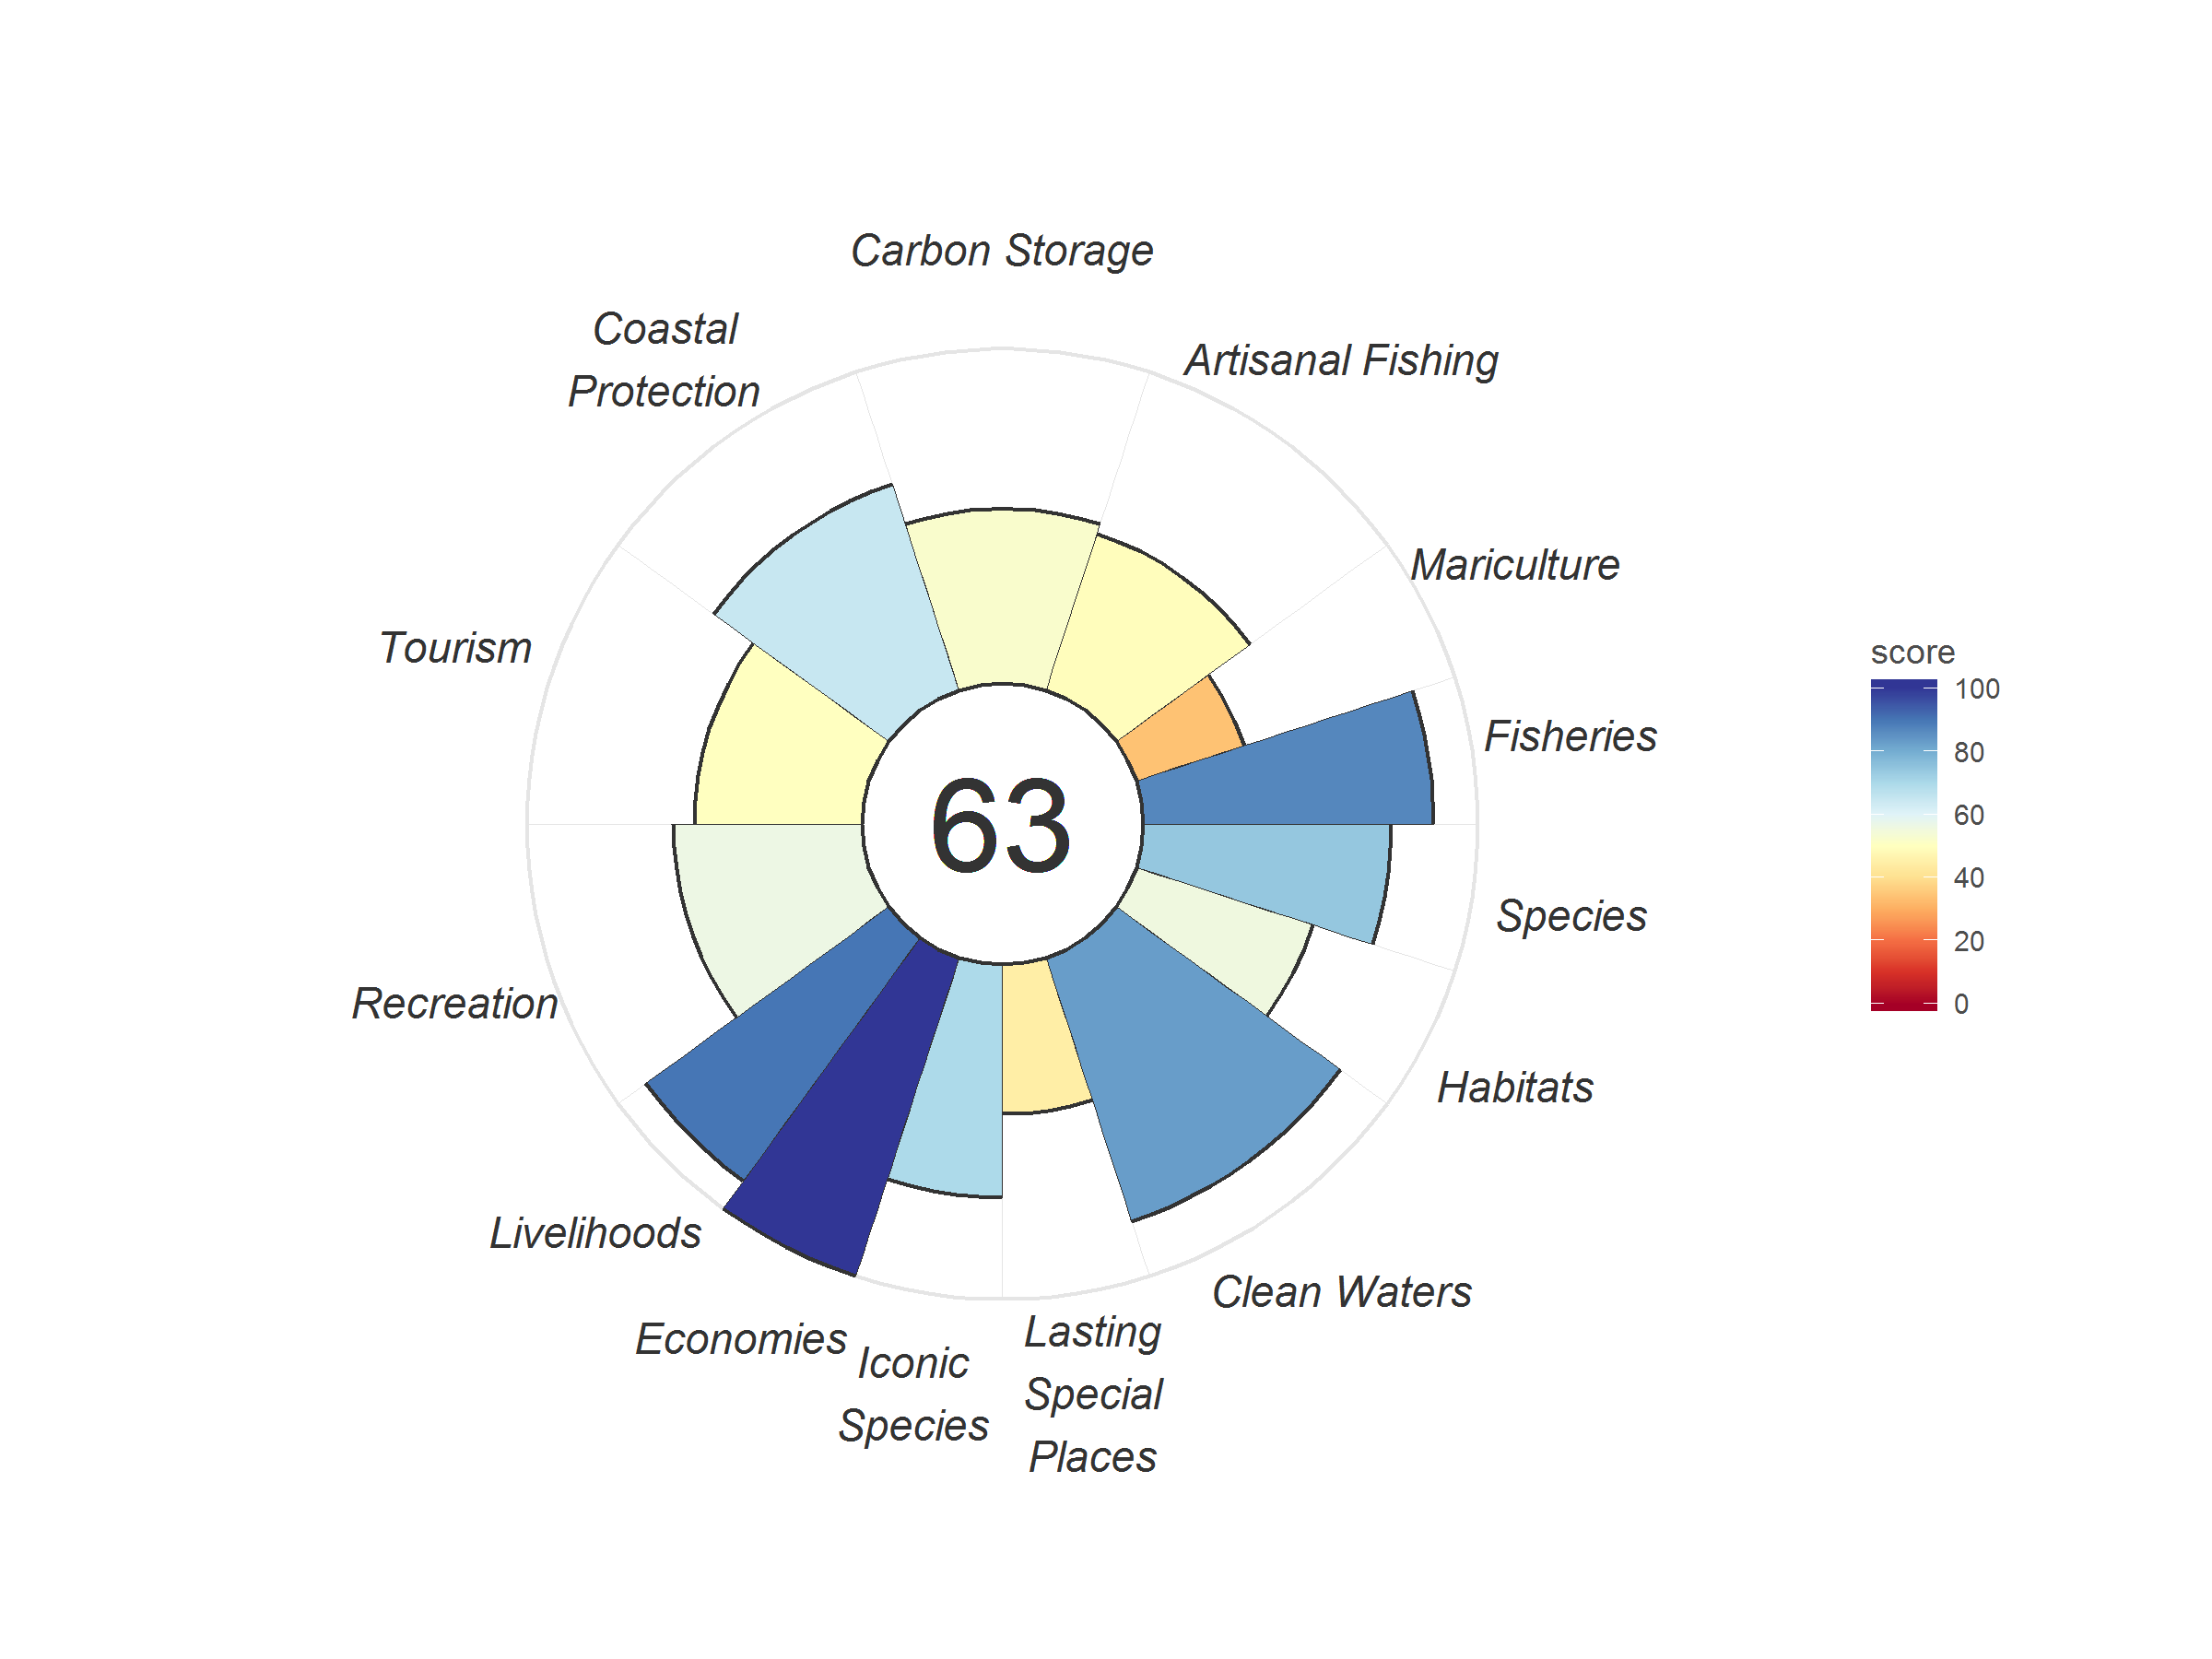 Carbon Storage
Coastal
Protection
Artisanal Fishing
Mariculture
Tourism
Fisheries
score
100
80
60
40
20
0
63
Species
Recreation
Habitats
Livelihoods
Clean Waters
Economies
Iconic
Species
Lasting
Special
Places